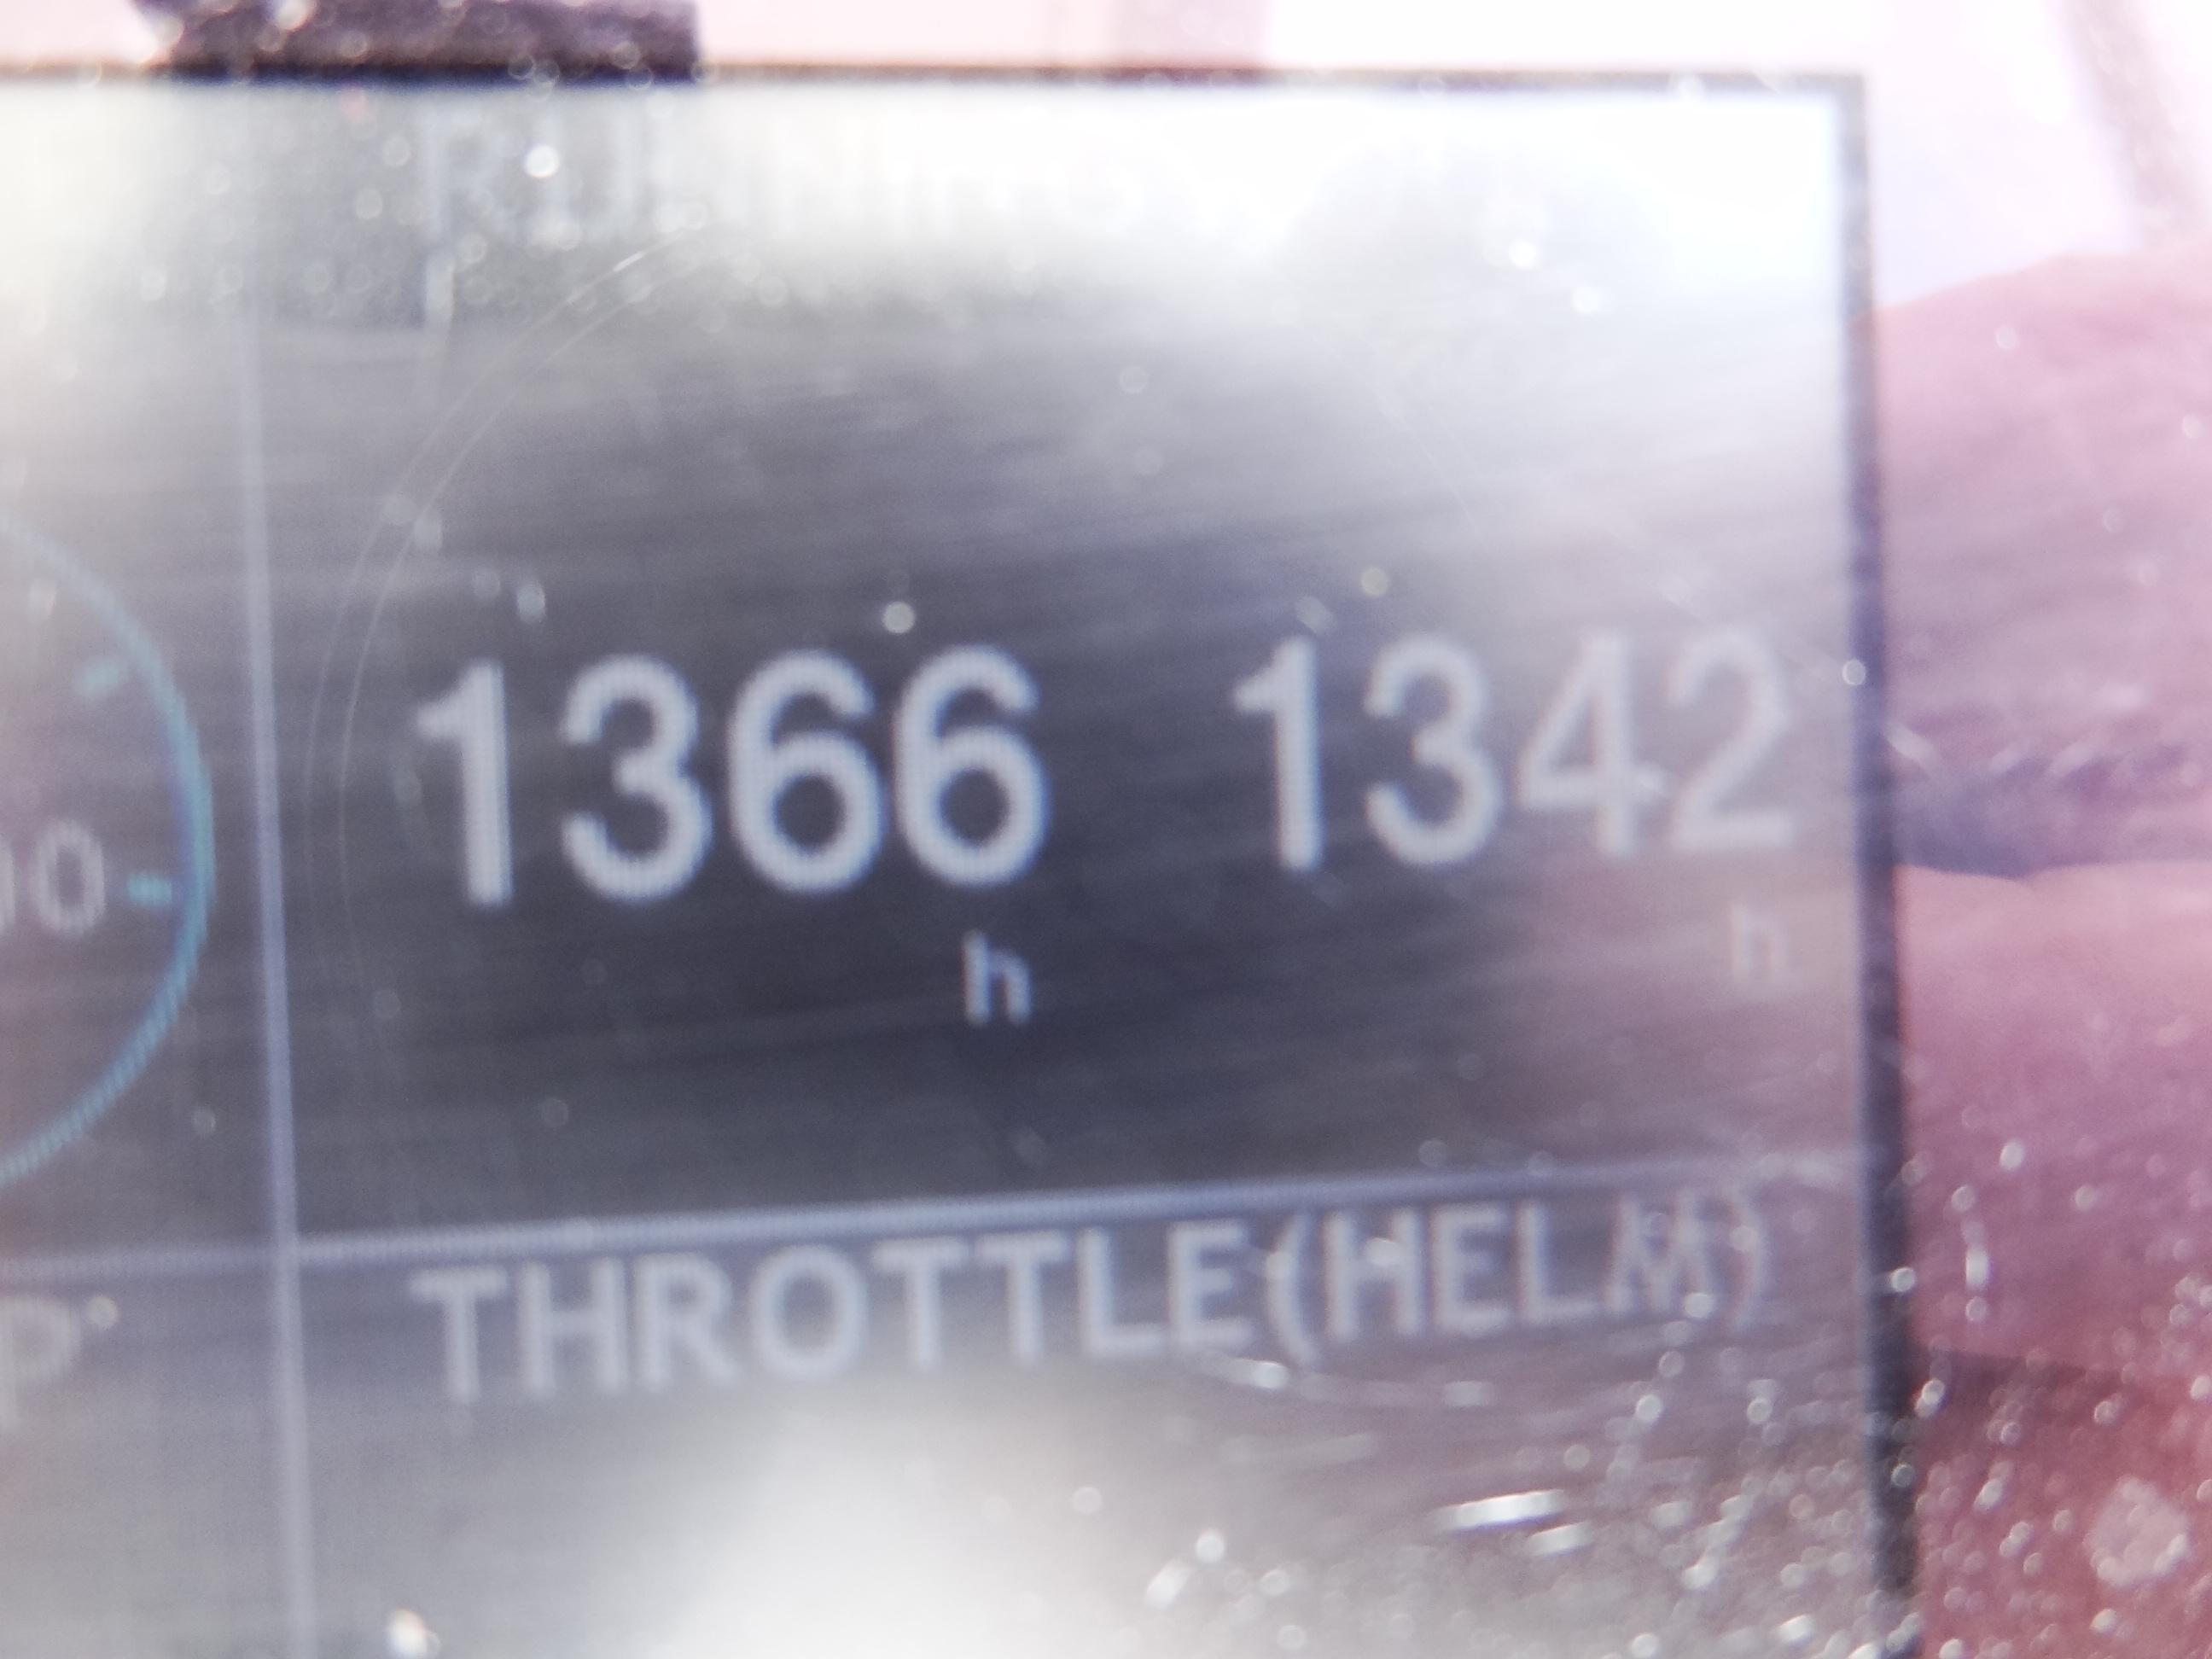 1366 1342
h h
THROTTLE(HELM)